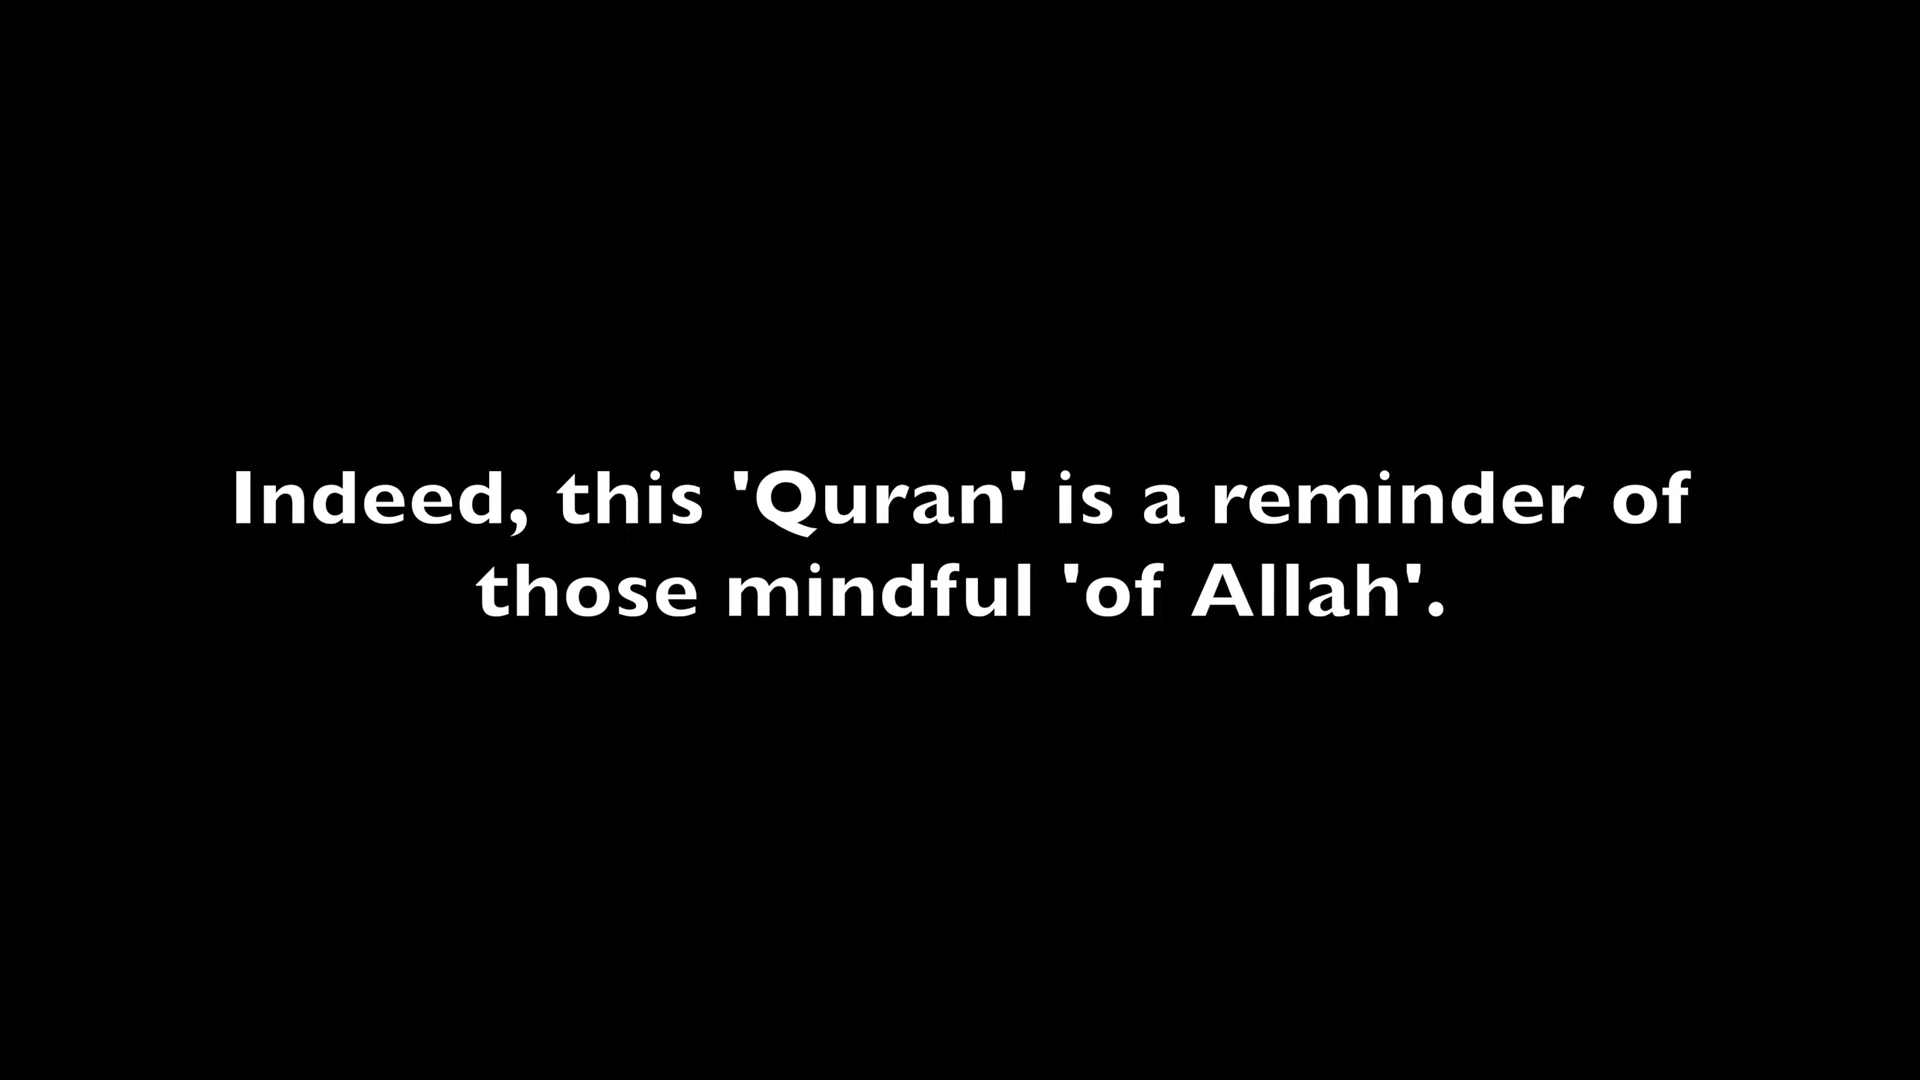 Indeed, this 'Quran' is a reminder of
those mindful 'of Allah'.